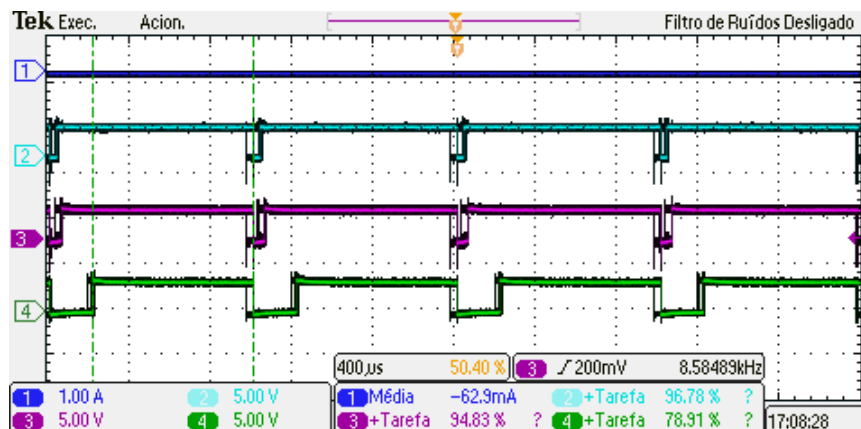 Tek Exec. Acion. Filtro de Ruídos Desligado
T
T
1
2
3
4
400µs 50.40 % 3 200mV 8.58489kHz
1 1.00 A 2 5.00 V 1 Média −62.9mA 2 +Tarefa 96.78 % ?
3 5.00 V 4 5.00 V 3 +Tarefa 94.83 % ? 4 +Tarefa 78.91 % ?
17:08:28